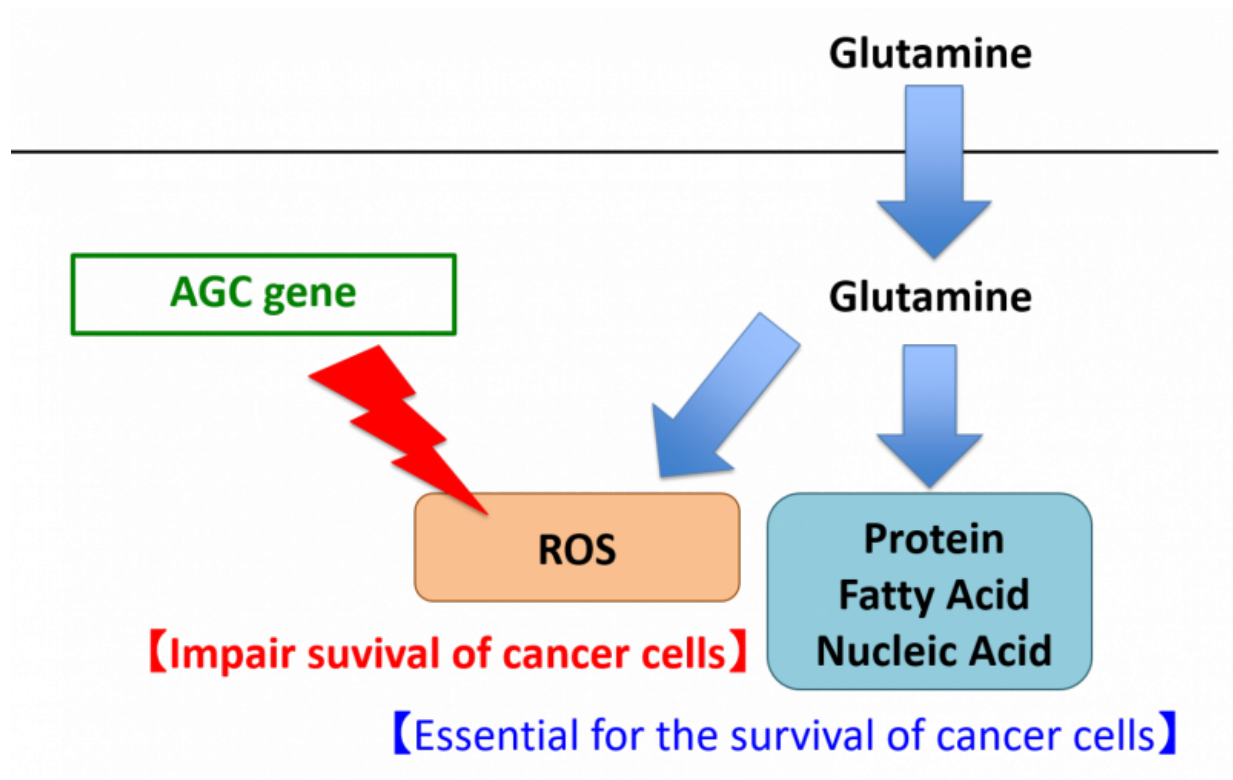 Glutamine
AGC gene
Glutamine
ROS
Protein
Fatty Acid
Nucleic Acid
【Impair suvival of cancer cells】
【Essential for the survival of cancer cells】